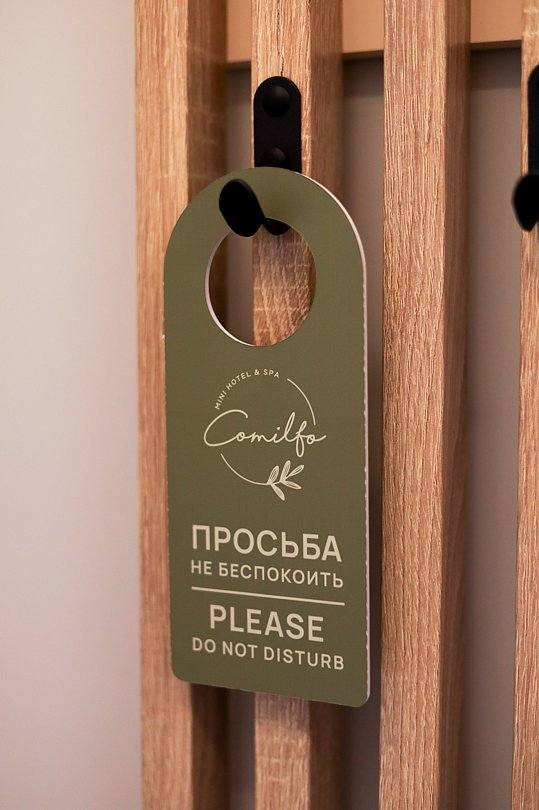 MINI HOTEL & SPA
Comilfo
ПРОСЬБА
НЕ БЕСПОКОИТЬ
PLEASE
DO NOT DISTURB